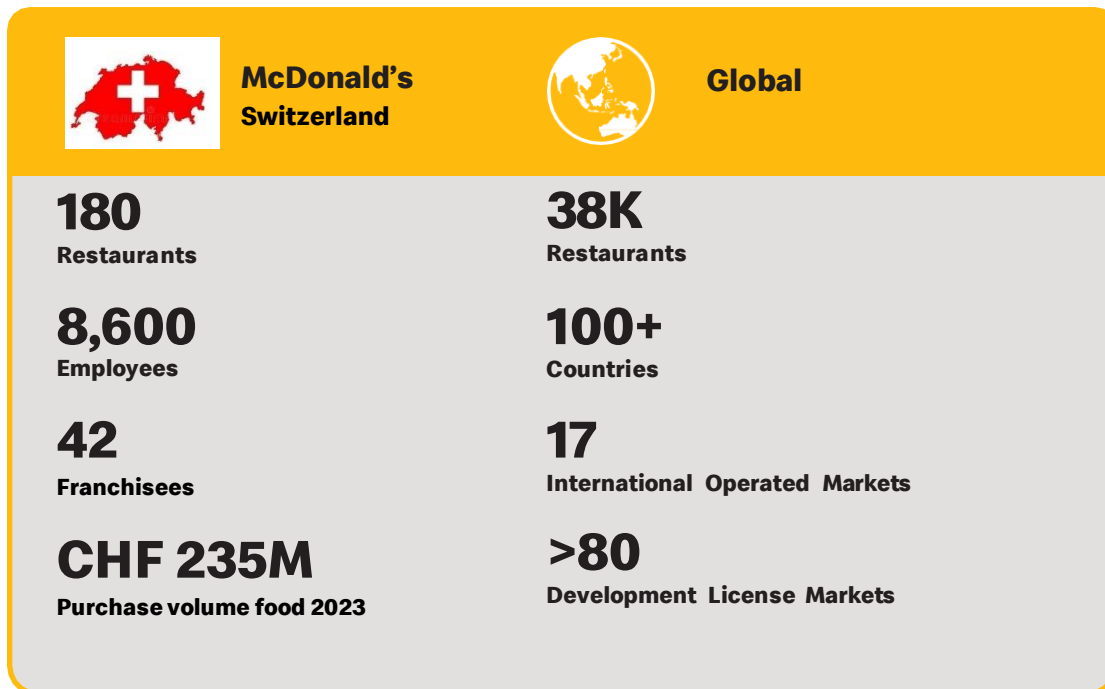 McDonald’s
Switzerland
Global
180
Restaurants
8,600
Employees
42
Franchisees
CHF 235M
Purchase volume food 2023
38K
Restaurants
100+
Countries
17
International Operated Markets
>80
Development License Markets